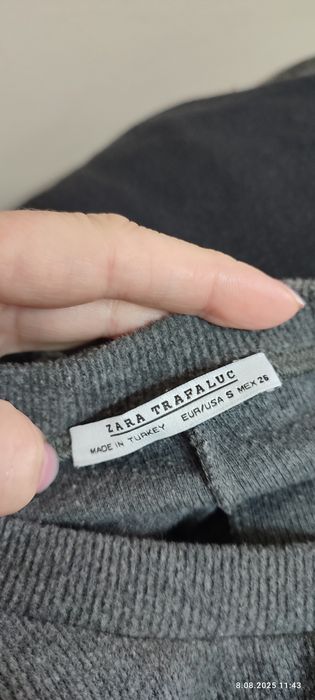 ZARA TRAFALUC
MADE IN TURKEY EUR/USA S MEX 26
8.08.2025 11:43